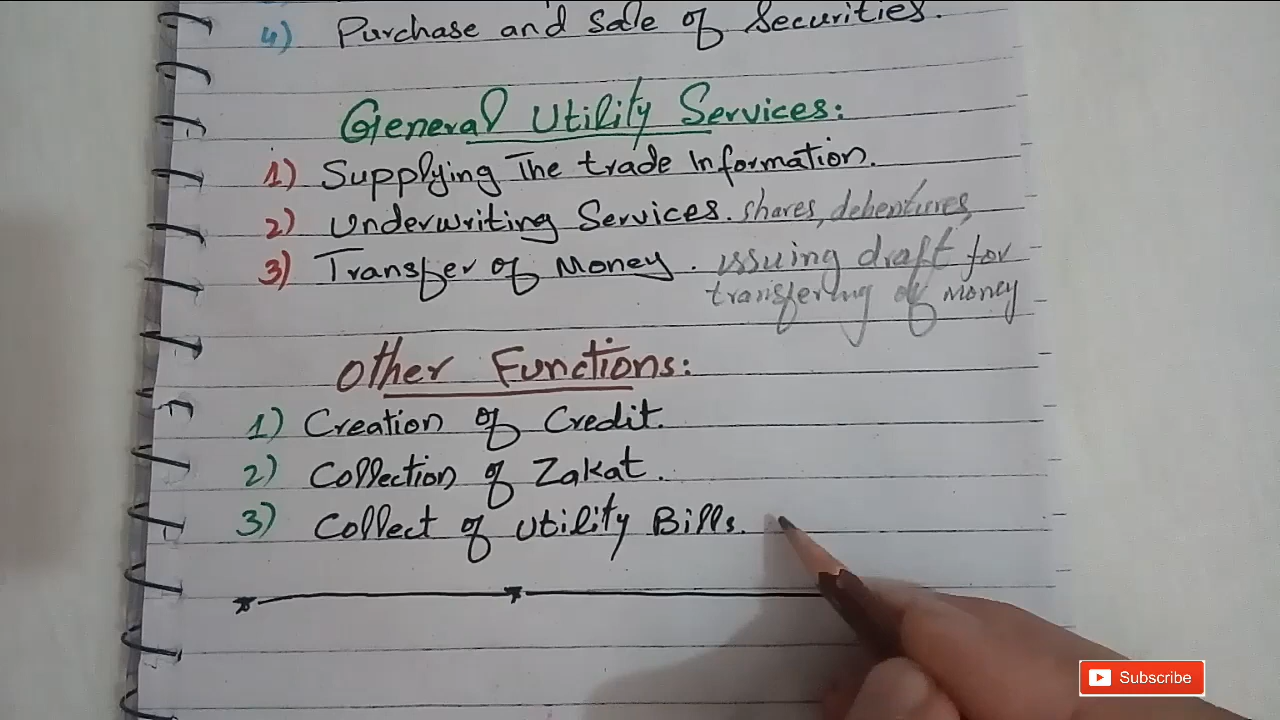 4) Purchase and Sale of Securities.
General Utility Services:
1) Supplying The trade Information.
2) Underwriting Services. shares, debentures,
3) Transfer of Money. issuing draft for
transfering of money
Other Functions:
1) Creation of Credit.
2) Collection of Zakat.
3) Collect of Utility Bills.
Subscribe